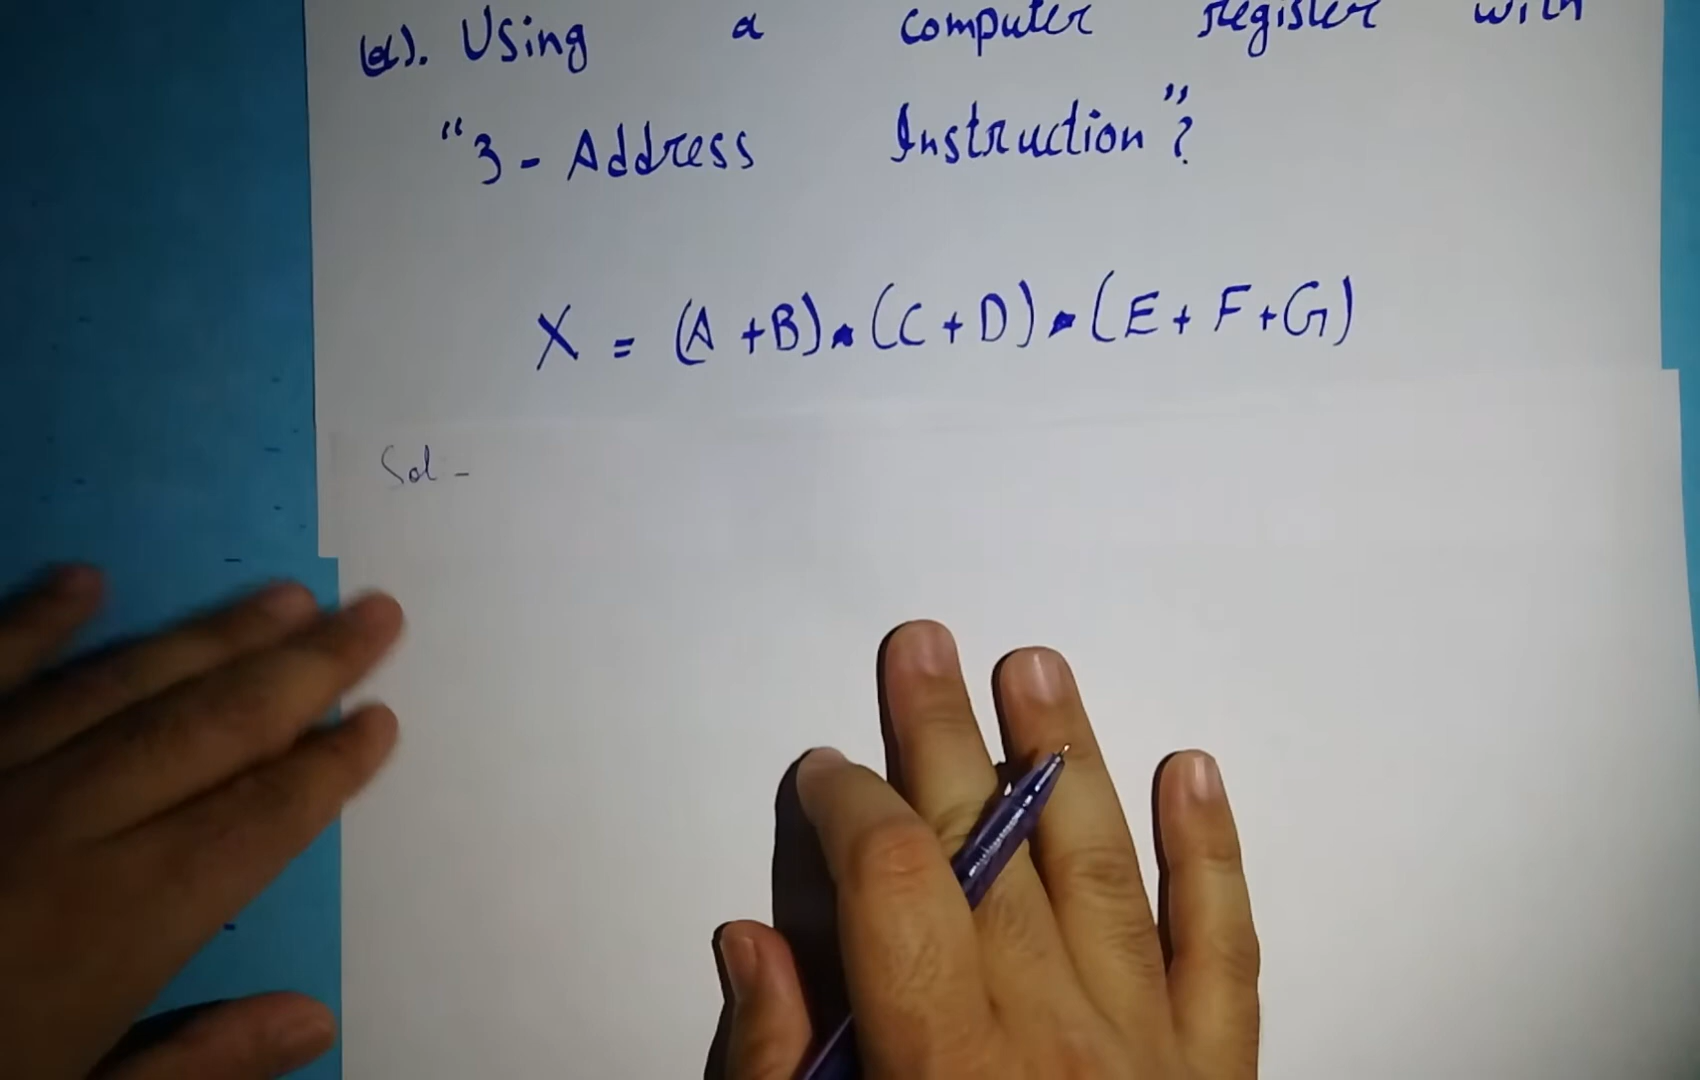 (a). Using a computer register with
"3 - Address Instruction"?
X = (A + B) * (C + D) * (E + F + G)
Sol -